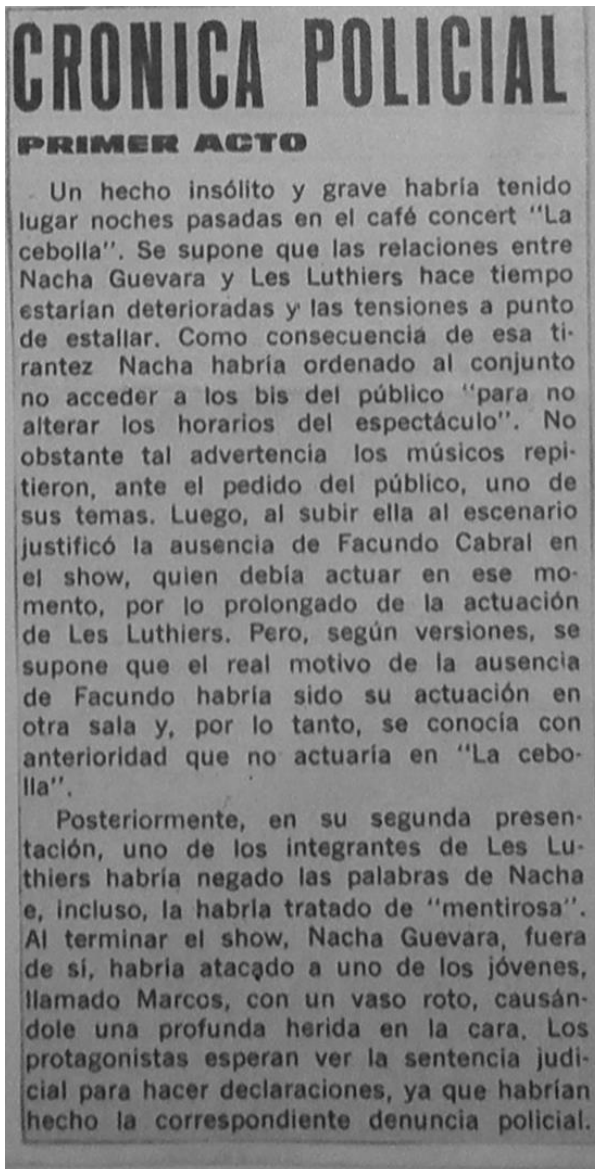 CRONICA POLICIAL
PRIMER ACTO
Un hecho insólito y grave habría tenido
lugar noches pasadas en el café concert "La
cebolla". Se supone que las relaciones entre
Nacha Guevara y Les Luthiers hace tiempo
estarían deterioradas y las tensiones a punto
de estallar. Como consecuencia de esa ti-
rantez Nacha habría ordenado al conjunto
no acceder a los bis del público "para no
alterar los horarios del espectáculo". No
obstante tal advertencia los músicos repi-
tieron, ante el pedido del público, uno de
sus temas. Luego, al subir ella al escenario
justificó la ausencia de Facundo Cabral en
el show, quien debía actuar en ese mo-
mento, por lo prolongado de la actuación
de Les Luthiers. Pero, según versiones, se
supone que el real motivo de la ausencia
de Facundo habría sido su actuación en
otra sala y, por lo tanto, se conocía con
anterioridad que no actuaría en "La cebo-
lla".
Posteriormente, en su segunda presen-
tación, uno de los integrantes de Les Lu-
thiers habría negado las palabras de Nacha
e, incluso, la habría tratado de "mentirosa".
Al terminar el show, Nacha Guevara, fuera
de sí, habría atacado a uno de los jóvenes,
llamado Marcos, con un vaso roto, causán-
dole una profunda herida en la cara. Los
protagonistas esperan ver la sentencia judi-
cial para hacer declaraciones, ya que habrían
hecho la correspondiente denuncia policial.